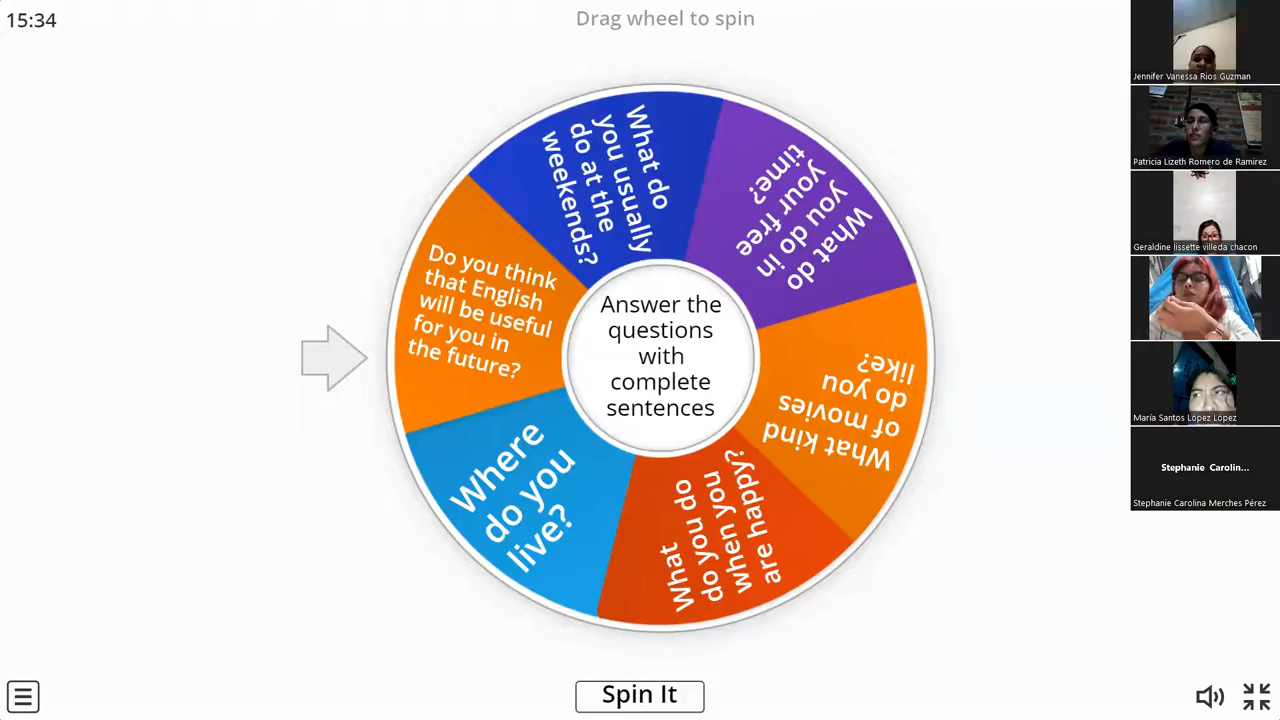 15:34
Drag wheel to spin
What do
you usually
do at the
weekends?
What do
you do in
your free
time?
What kind
of movies
do you
like?
What
do you do
when you
are happy?
Where
do you
live?
Do you think
that English
will be useful
for you in
the future?
Answer the
questions
with
complete
sentences
Spin It
Jennifer Vanessa Rios Guzman
Patricia Lizeth Romero de Ramirez
Geraldine lissette villeda chacon
María Santos López López
Stephanie Carolin...
Stephanie Carolina Merches Pérez